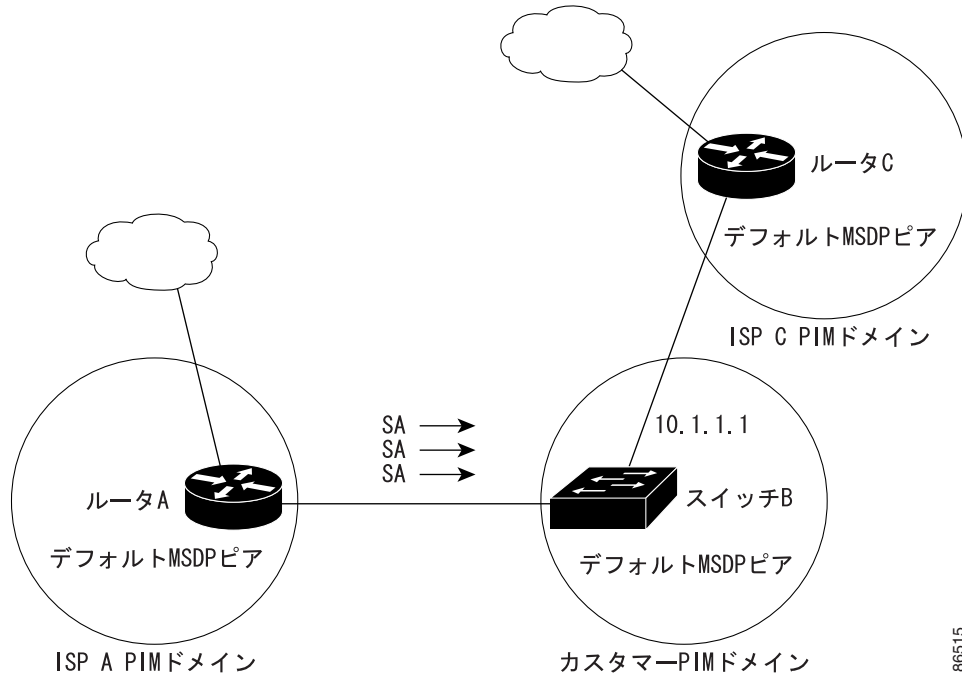 ルータC
デフォルトMSDPピア
ISP C PIMドメイン
SA
SA
SA
10.1.1.1
ルータA
スイッチB
デフォルトMSDPピア
デフォルトMSDPピア
ISP A PIMドメイン
カスタマーPIMドメイン
86515